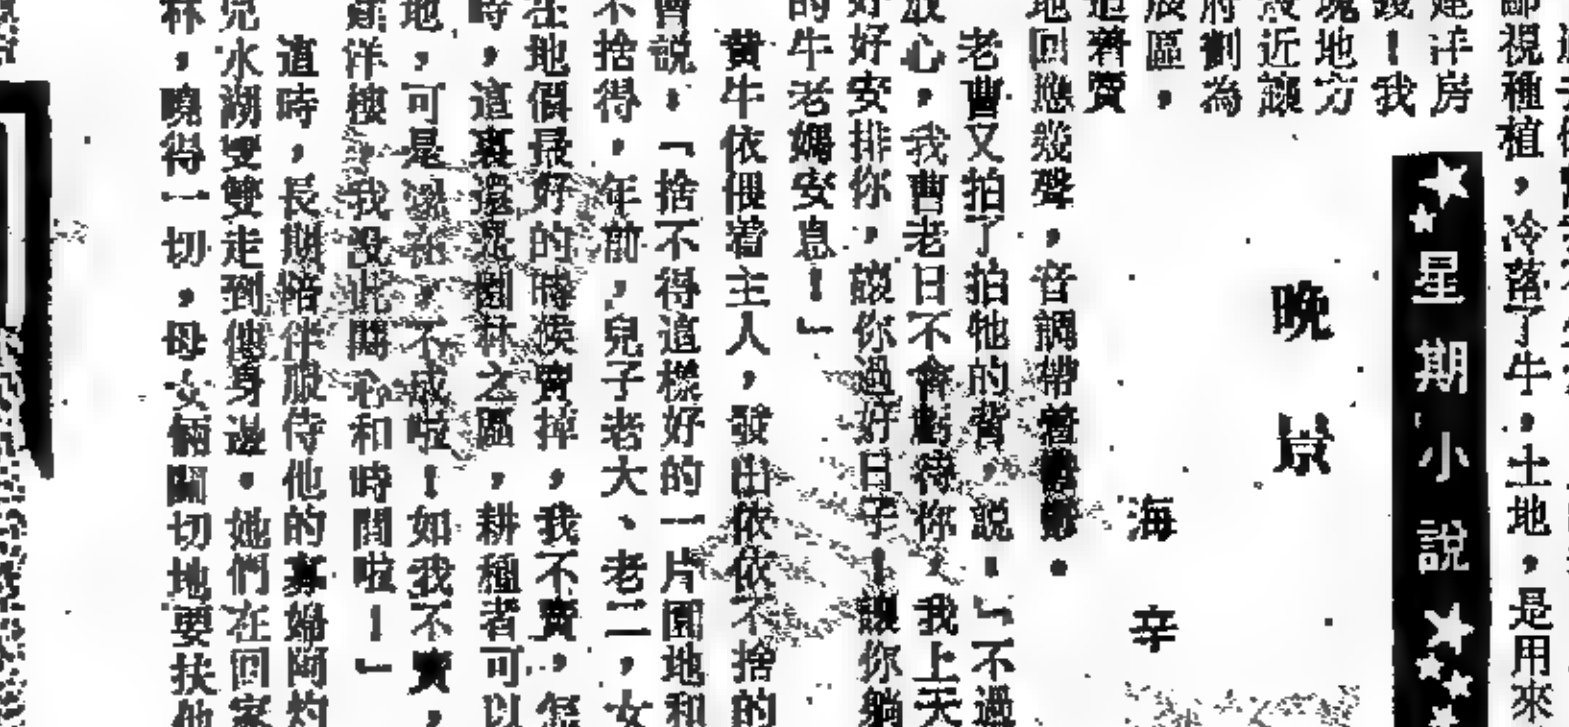 視種植，冷落了牛，土地，是用來
★★星期小說★★★
晚景
海辛
建洋房
錢！我
塊地方
沒近讓
府劃為
展區，
追着賣
地回應幾聲，音調帶着
老曹又拍了拍牠的背，說：「不過
放心，我曹老日不會虧待你，我上天
好好安排你，讓你過好日子！讓你躺
的牛老媽安息！」
黃牛依偎着主人，發出依依不捨的
曾說，「捨不得這樣好的一片園地和
不捨得，年前，兒子老大、老二，女
在地價最好的時候賣掉，我不賣，怎
時，這裏還是園林之區，耕種者可以
地，可是現在，不成啦！如我不賣，
建洋樓，我沒此閒心和時間啦！」
這時，長期陪伴服侍他的寡婦阿灼
兒水湖雙雙走到他身邊。她們在回家
林，曉得一切，母女倆關切地要扶他